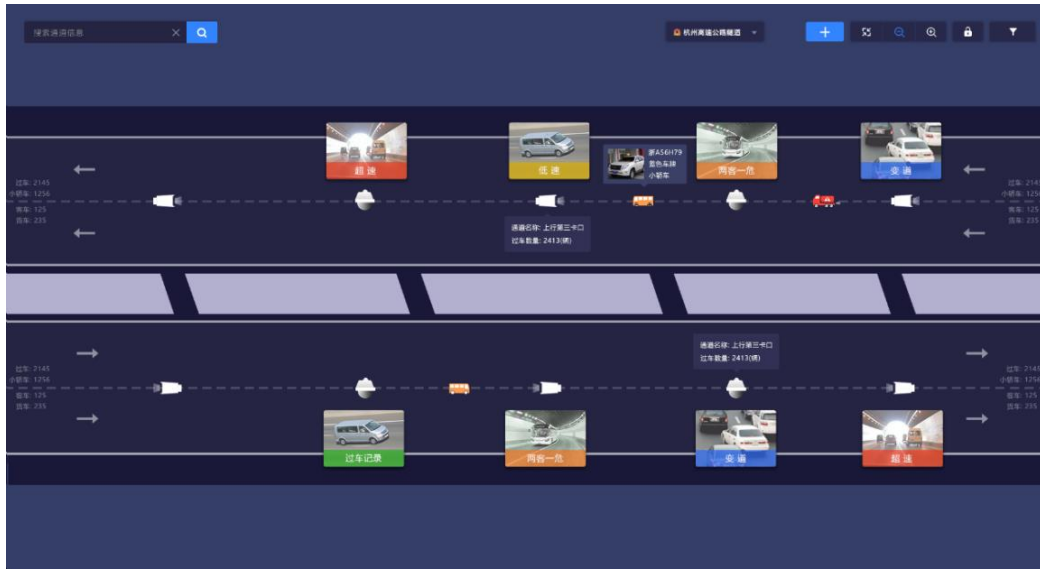 搜索通道信息
杭州高速公路隧道
超速
低速
浙A56H79
蓝色车牌
小轿车
两客一危
变道
过车: 2145
小轿车: 1256
客车: 125
货车: 235
过车: 2145
小轿车: 1256
客车: 125
货车: 235
通道名称: 上行第三卡口
过车数量: 2413(辆)
通道名称: 上行第三卡口
过车数量: 2413(辆)
过车: 2145
小轿车: 1256
客车: 125
货车: 235
过车: 2145
小轿车: 1256
客车: 125
货车: 235
过车记录
两客一危
变道
超速